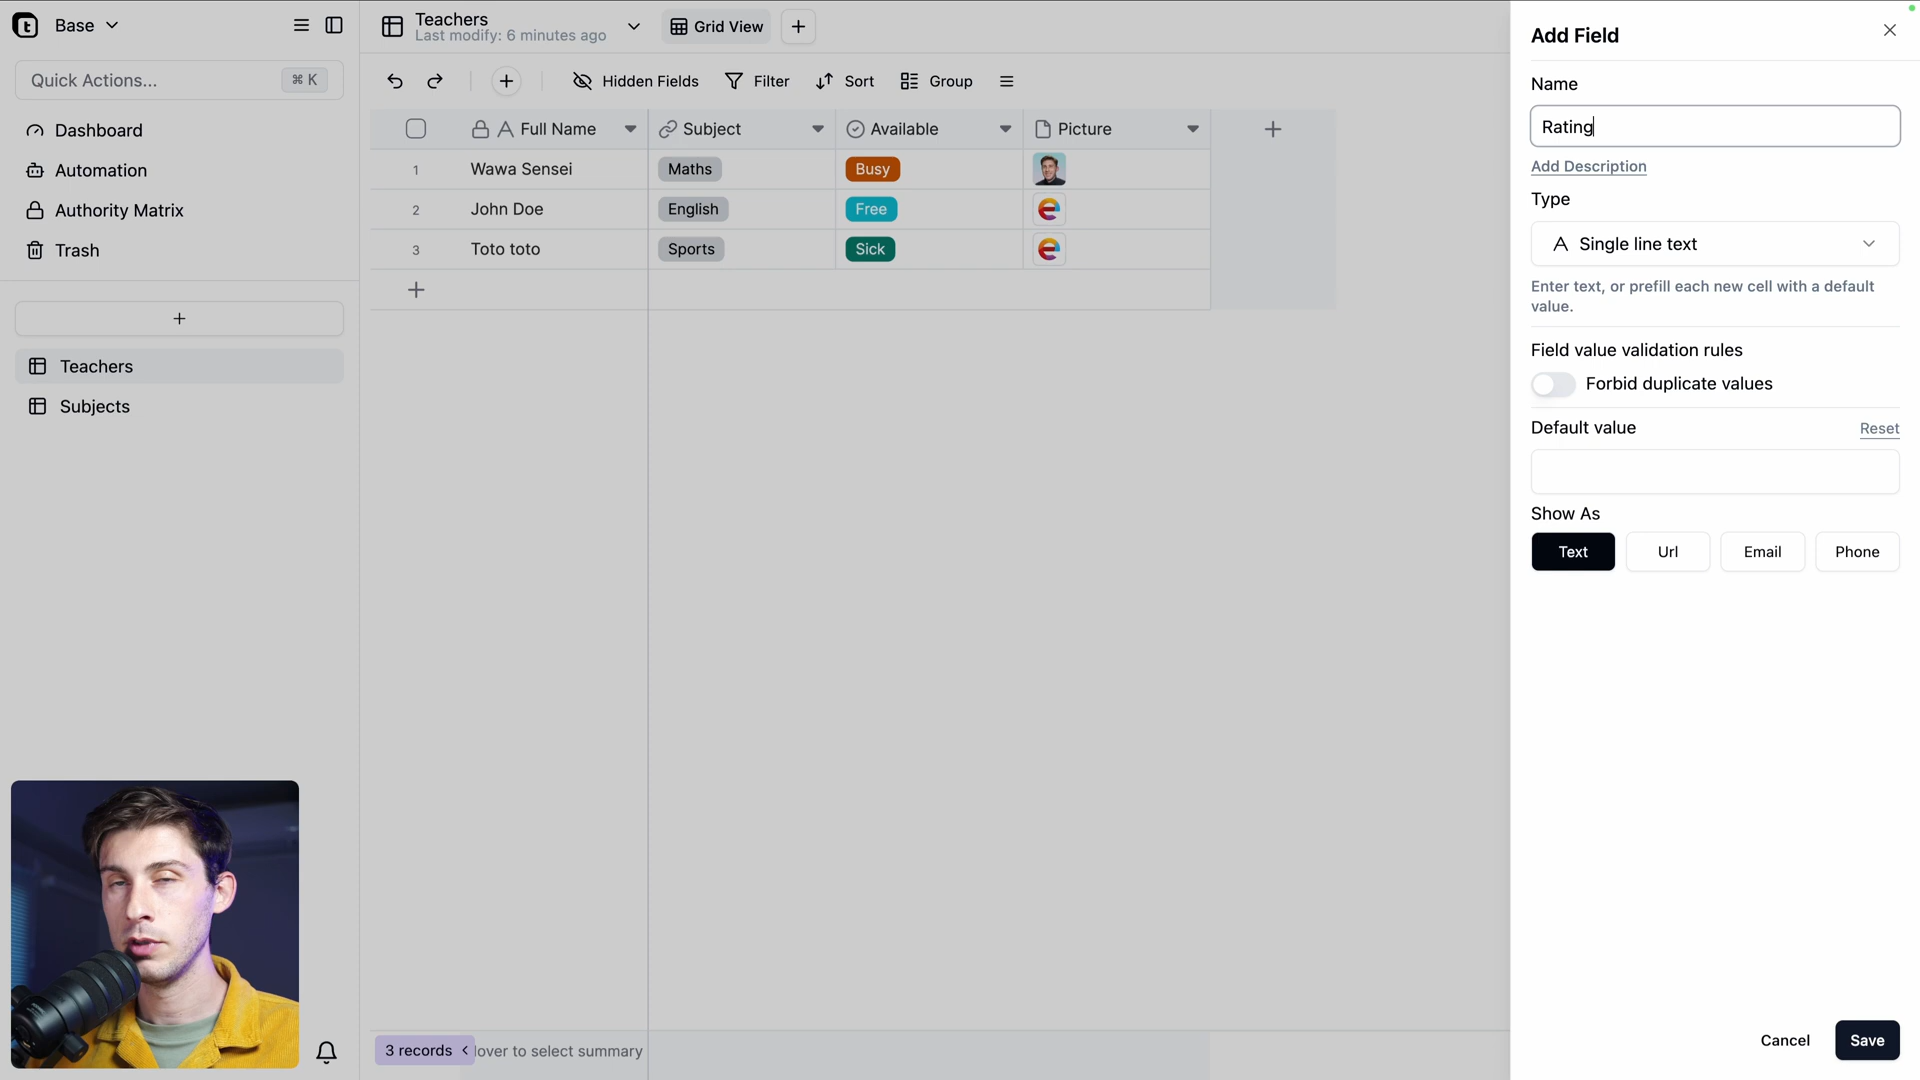 Base
Quick Actions...
⌘ K
Dashboard
Automation
Authority Matrix
Trash
Teachers
Subjects
Teachers
Last modify: 6 minutes ago
Grid View
Hidden Fields
Filter
Sort
Group
Full Name
Subject
Available
Picture
1
Wawa Sensei
Maths
Busy
2
John Doe
English
Free
3
Toto toto
Sports
Sick
3 records
lover to select summary
Add Field
Name
Rating
Add Description
Type
Single line text
Enter text, or prefill each new cell with a default
value.
Field value validation rules
Forbid duplicate values
Default value
Reset
Show As
Text
Url
Email
Phone
Cancel
Save